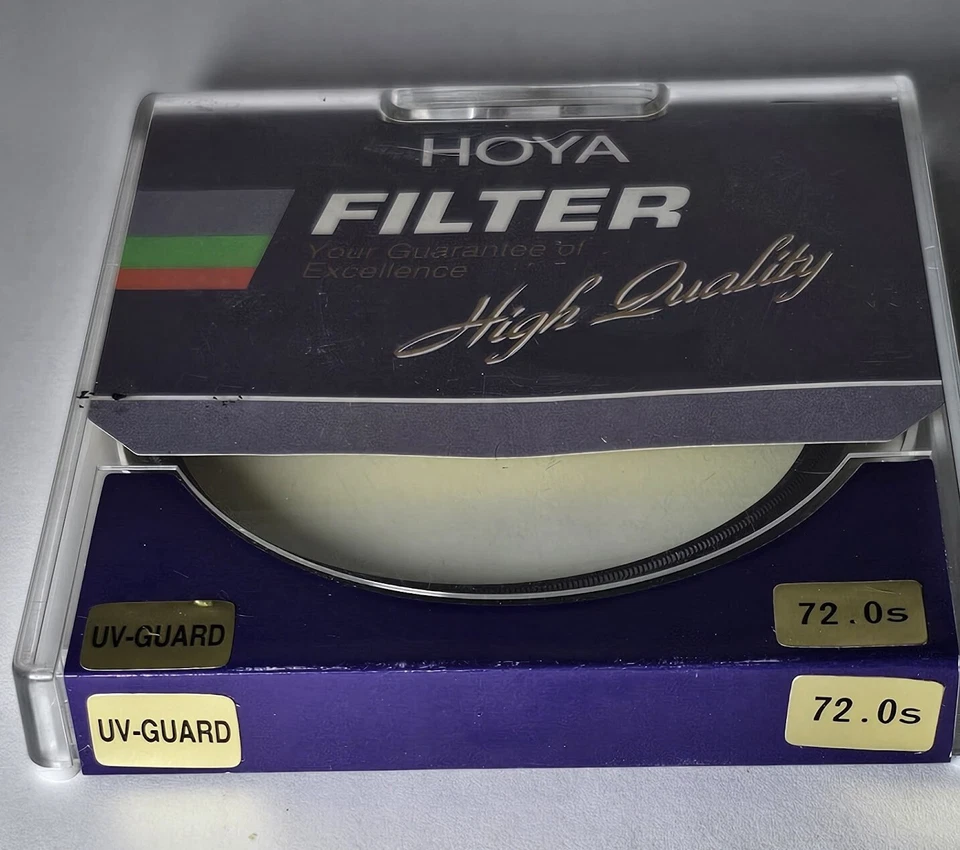 HOYA
FILTER
Your Guarantee of
Excellence
High Quality
UV-GUARD
72.0s
UV-GUARD
72.0s